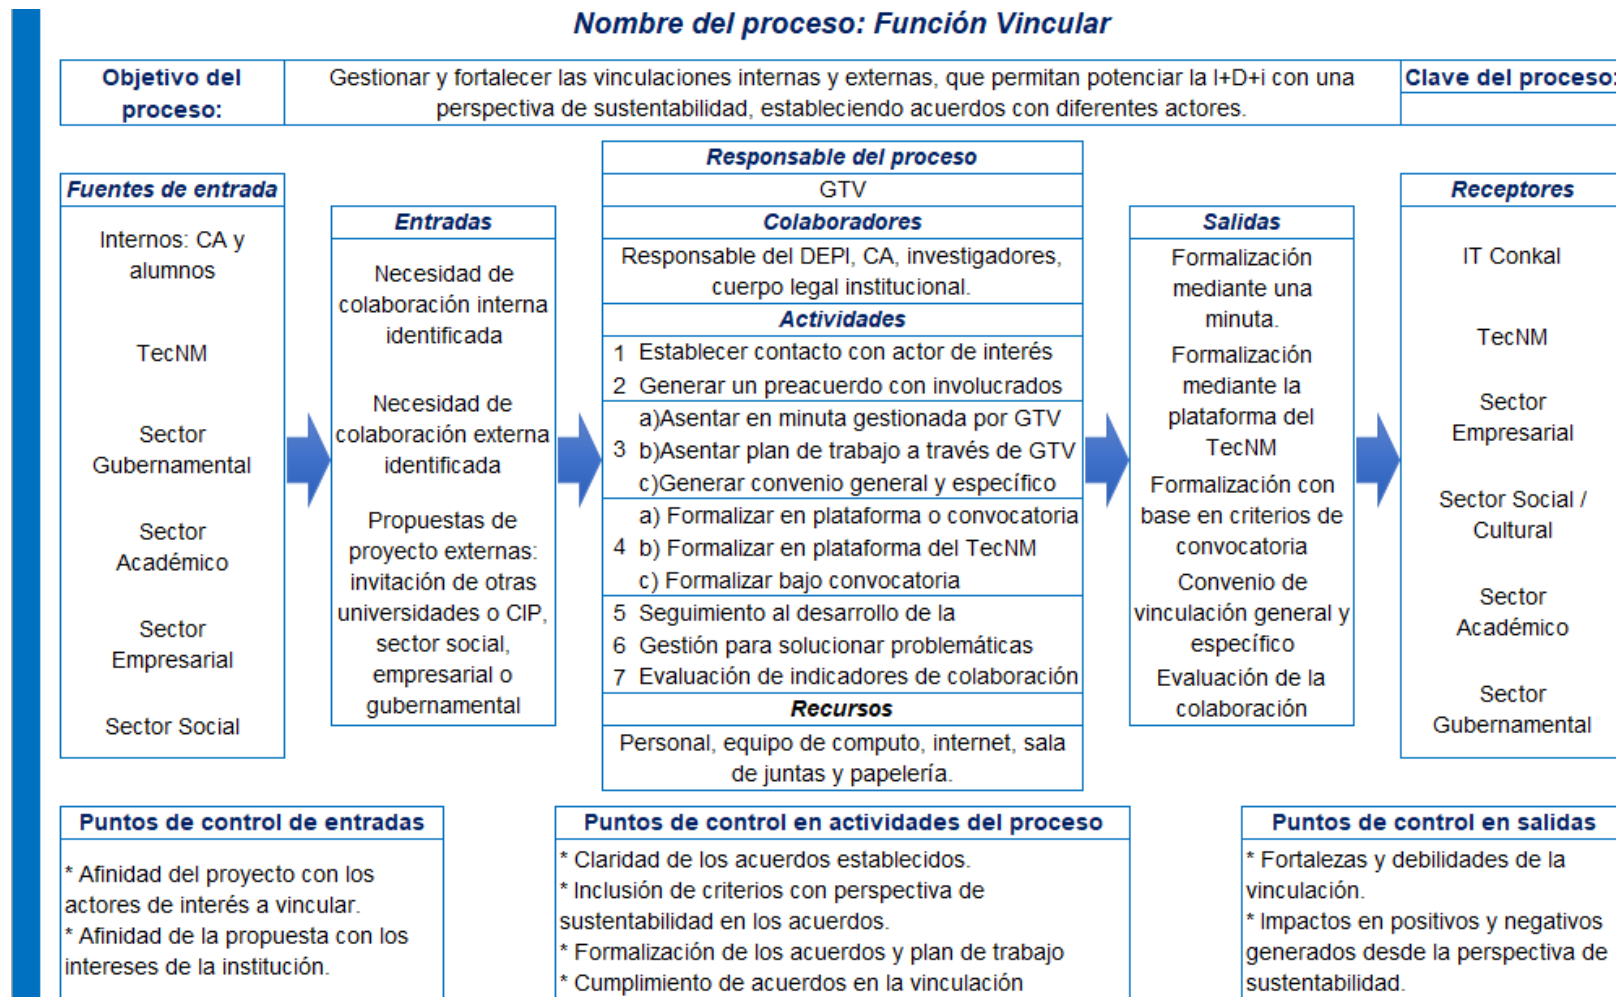 Nombre del proceso: Función Vincular
Objetivo del
proceso:
Gestionar y fortalecer las vinculaciones internas y externas, que permitan potenciar la I+D+i con una
perspectiva de sustentabilidad, estableciendo acuerdos con diferentes actores.
Clave del proceso:
Fuentes de entrada
Internos: CA y
alumnos
TecNM
Sector
Gubernamental
Sector
Académico
Sector
Empresarial
Sector Social
Entradas
Necesidad de
colaboración interna
identificada
Necesidad de
colaboración externa
identificada
Propuestas de
proyecto externas:
invitación de otras
universidades o CIP,
sector social,
empresarial o
gubernamental
Responsable del proceso
GTV
Colaboradores
Responsable del DEPI, CA, investigadores,
cuerpo legal institucional.
Actividades
1 Establecer contacto con actor de interés
2 Generar un preacuerdo con involucrados
a)Asentar en minuta gestionada por GTV
3 b)Asentar plan de trabajo a través de GTV
c)Generar convenio general y específico
a) Formalizar en plataforma o convocatoria
4 b) Formalizar en plataforma del TecNM
c) Formalizar bajo convocatoria
5 Seguimiento al desarrollo de la
6 Gestión para solucionar problemáticas
7 Evaluación de indicadores de colaboración
Recursos
Personal, equipo de computo, internet, sala
de juntas y papelería.
Salidas
Formalización
mediante una
minuta.
Formalización
mediante la
plataforma del
TecNM
Formalización con
base en criterios de
convocatoria
Convenio de
vinculación general y
específico
Evaluación de la
colaboración
Receptores
IT Conkal
TecNM
Sector
Empresarial
Sector Social /
Cultural
Sector
Académico
Sector
Gubernamental
Puntos de control de entradas
* Afinidad del proyecto con los
actores de interés a vincular.
* Afinidad de la propuesta con los
intereses de la institución.
Puntos de control en actividades del proceso
* Claridad de los acuerdos establecidos.
* Inclusión de criterios con perspectiva de
sustentabilidad en los acuerdos.
* Formalización de los acuerdos y plan de trabajo
* Cumplimiento de acuerdos en la vinculación
Puntos de control en salidas
* Fortalezas y debilidades de la
vinculación.
* Impactos en positivos y negativos
generados desde la perspectiva de
sustentabilidad.